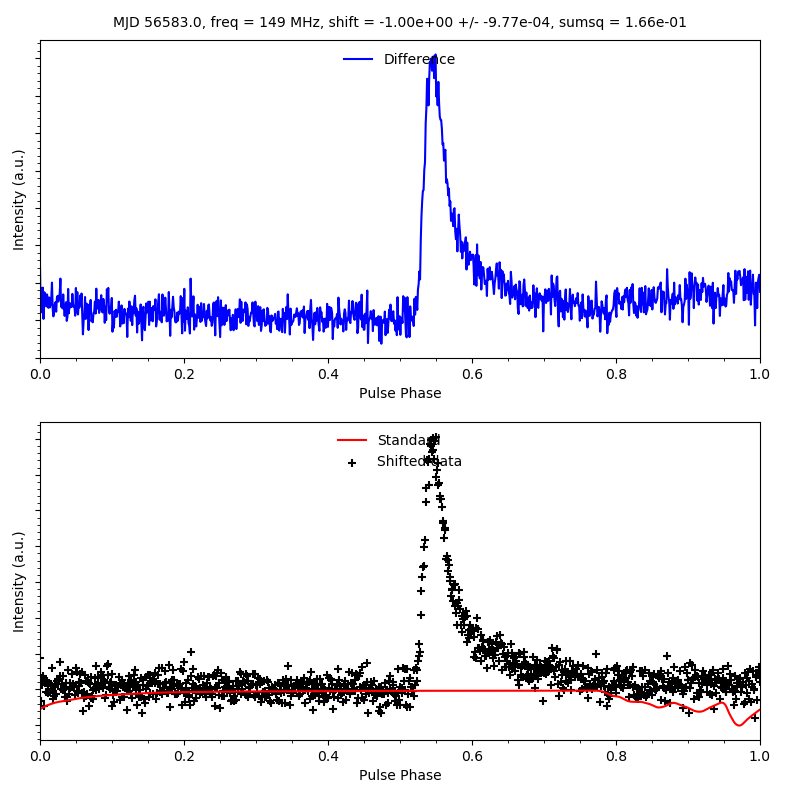 MJD 56583.0, freq = 149 MHz, shift = -1.00e+00 +/- -9.77e-04, sumsq = 1.66e-01
Difference
Intensity (a.u.)
0.0 0.2 0.4 0.6 0.8 1.0
Pulse Phase
Standard
Shifted data
Intensity (a.u.)
0.0 0.2 0.4 0.6 0.8 1.0
Pulse Phase